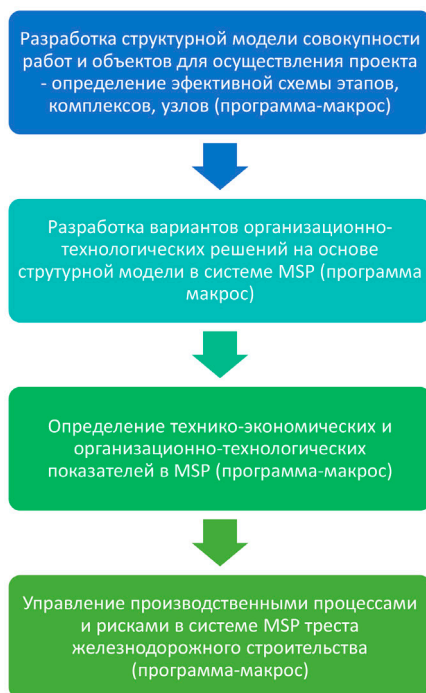 Разработка структурной модели совокупности
работ и объектов для осуществления проекта
- определение эфективной схемы этапов,
комплексов, узлов (программа-макрос)
Разработка вариантов организационно-
технологических решений на основе
струтурной модели в системе MSP (программа
макрос)
Определение технико-экономических и
организационно-технологических
показателей в MSP (программа-макрос)
Управление производственными процессами
и рисками в системе MSP треста
железнодорожного строительства
(программа-макрос)